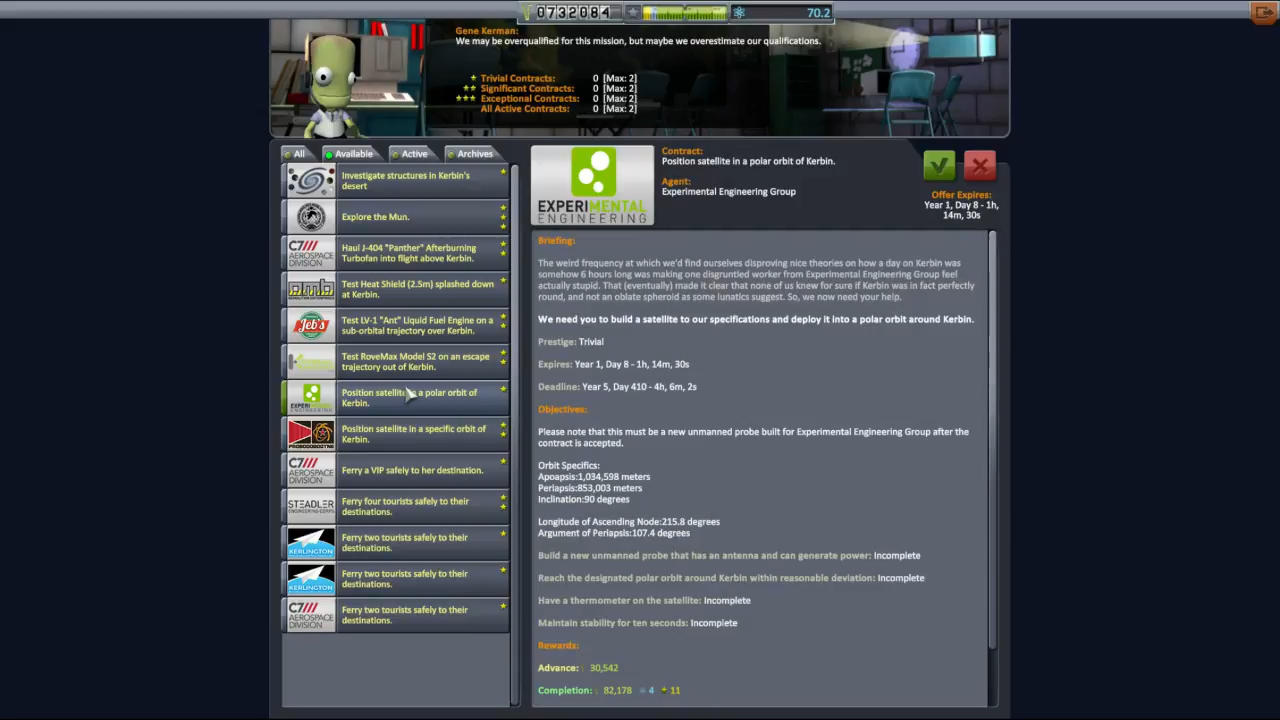 0732084
70.2
Gene Kerman:
We may be overqualified for this mission, but maybe we overestimate our qualifications.
Trivial Contracts: 0 [Max: 2]
Significant Contracts: 0 [Max: 2]
Exceptional Contracts: 0 [Max: 2]
All Active Contracts: 0 [Max: 2]
All
Available
Active
Archives
Investigate structures in Kerbin's
desert
Explore the Mun.
C7///
AEROSPACE
DIVISION
Haul J-404 "Panther" Afterburning
Turbofan into flight above Kerbin.
Test Heat Shield (2.5m) splashed down
at Kerbin.
Jeb's
Test LV-1 "Ant" Liquid Fuel Engine on a
sub-orbital trajectory over Kerbin.
Test RoveMax Model S2 on an escape
trajectory out of Kerbin.
EXPERIMENTAL
ENGINEERING
Position satellite in a polar orbit of
Kerbin.
Position satellite in a specific orbit of
Kerbin.
C7///
AEROSPACE
DIVISION
Ferry a VIP safely to her destination.
STEADLER
ENGINEERING CORPS
Ferry four tourists safely to their
destinations.
KERLINGTON
Ferry two tourists safely to their
destinations.
KERLINGTON
Ferry two tourists safely to their
destinations.
C7///
AEROSPACE
DIVISION
Ferry two tourists safely to their
destinations.
EXPERIMENTAL
ENGINEERING
Contract:
Position satellite in a polar orbit of Kerbin.
Agent:
Experimental Engineering Group
Offer Expires:
Year 1, Day 8 - 1h,
14m, 30s
Briefing:
The weird frequency at which we'd find ourselves disproving nice theories on how a day on Kerbin was
somehow 6 hours long was making one disgruntled worker from Experimental Engineering Group feel
actually stupid. That (eventually) made it clear that none of us knew for sure if Kerbin was in fact perfectly
round, and not an oblate spheroid as some lunatics suggest. So, we now need your help.
We need you to build a satellite to our specifications and deploy it into a polar orbit around Kerbin.
Prestige: Trivial
Expires: Year 1, Day 8 - 1h, 14m, 30s
Deadline: Year 5, Day 410 - 4h, 6m, 2s
Objectives:
Please note that this must be a new unmanned probe built for Experimental Engineering Group after the
contract is accepted.
Orbit Specifics:
Apoapsis:1,034,598 meters
Periapsis:853,003 meters
Inclination:90 degrees
Longitude of Ascending Node:215.8 degrees
Argument of Periapsis:107.4 degrees
Build a new unmanned probe that has an antenna and can generate power: Incomplete
Reach the designated polar orbit around Kerbin within reasonable deviation: Incomplete
Have a thermometer on the satellite: Incomplete
Maintain stability for ten seconds: Incomplete
Rewards:
Advance: 30,542
Completion: 82,178 4 11